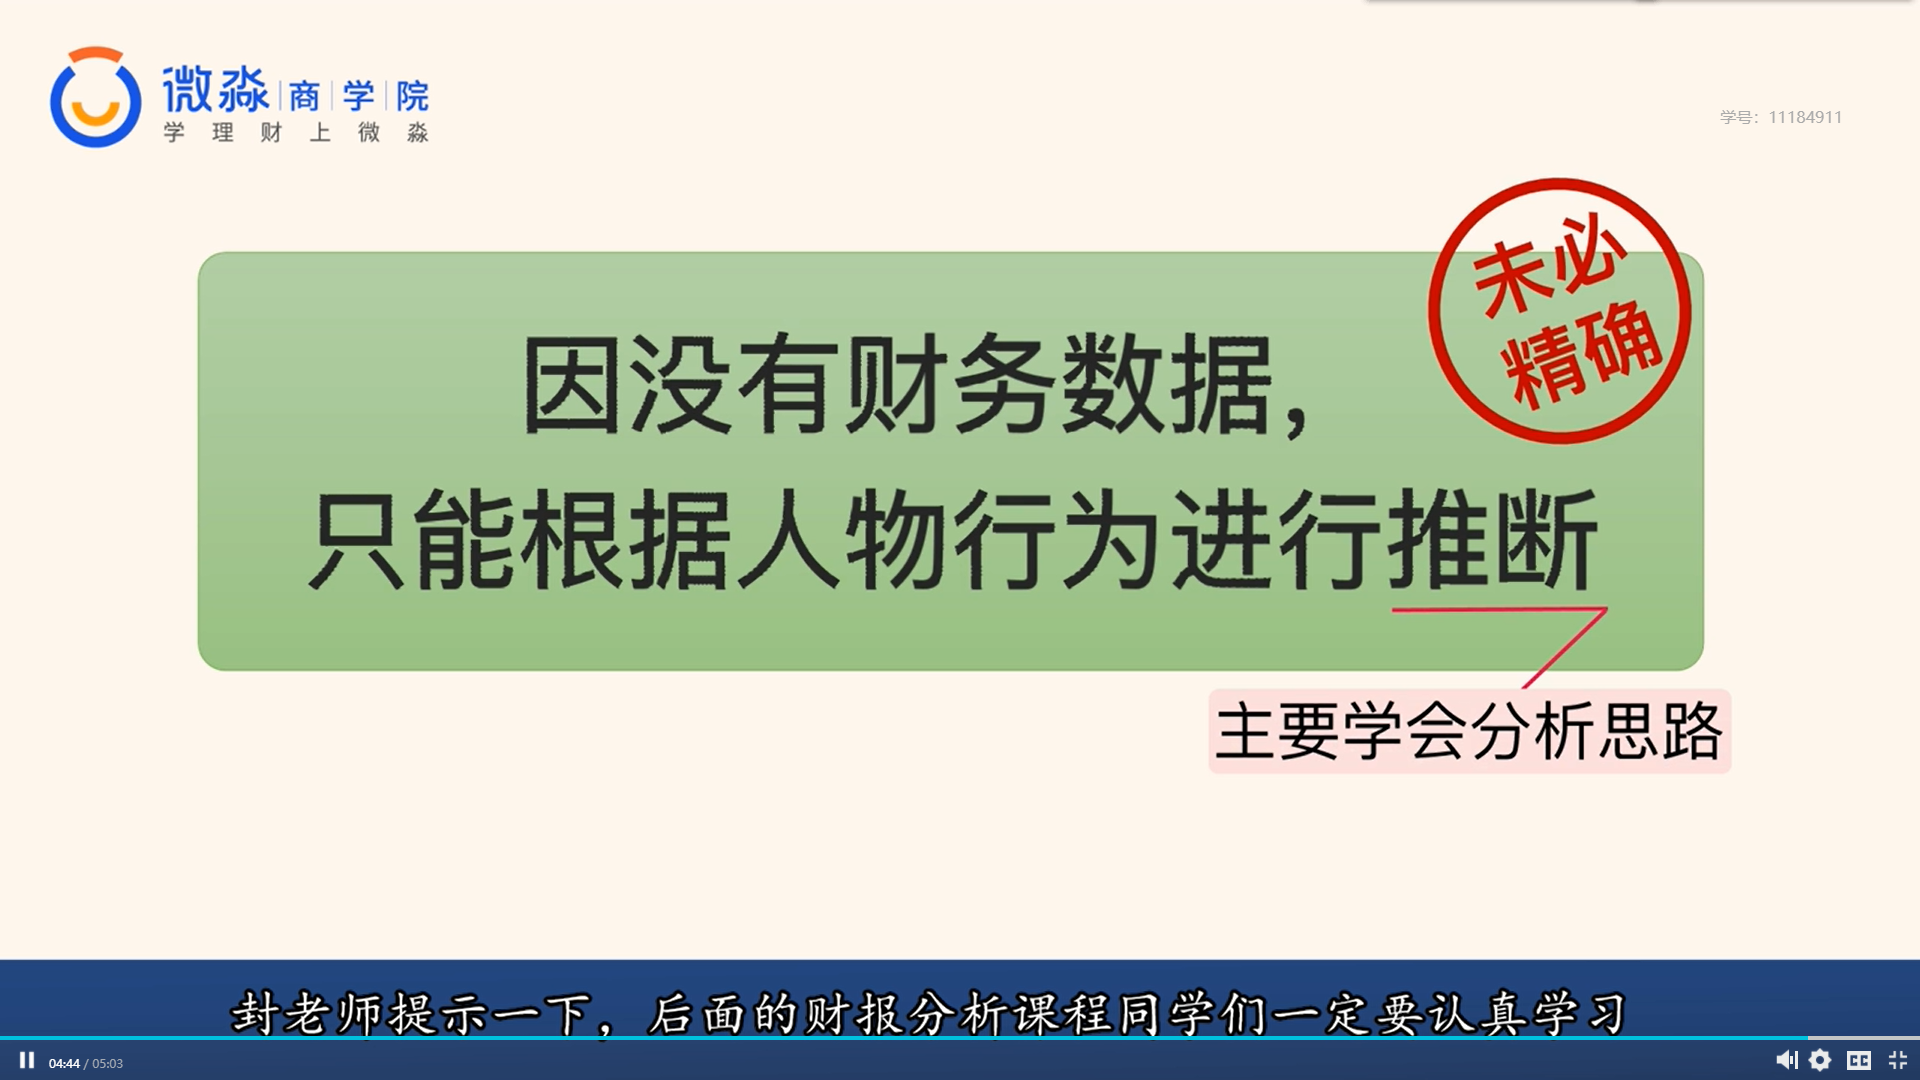 微淼商学院
学理财上微淼
学号：11184911
未必
精确
因没有财务数据，
只能根据人物行为进行推断
主要学会分析思路
封老师提示一下，后面的财报分析课程同学们一定要认真学习
04:44 / 05:03
CC